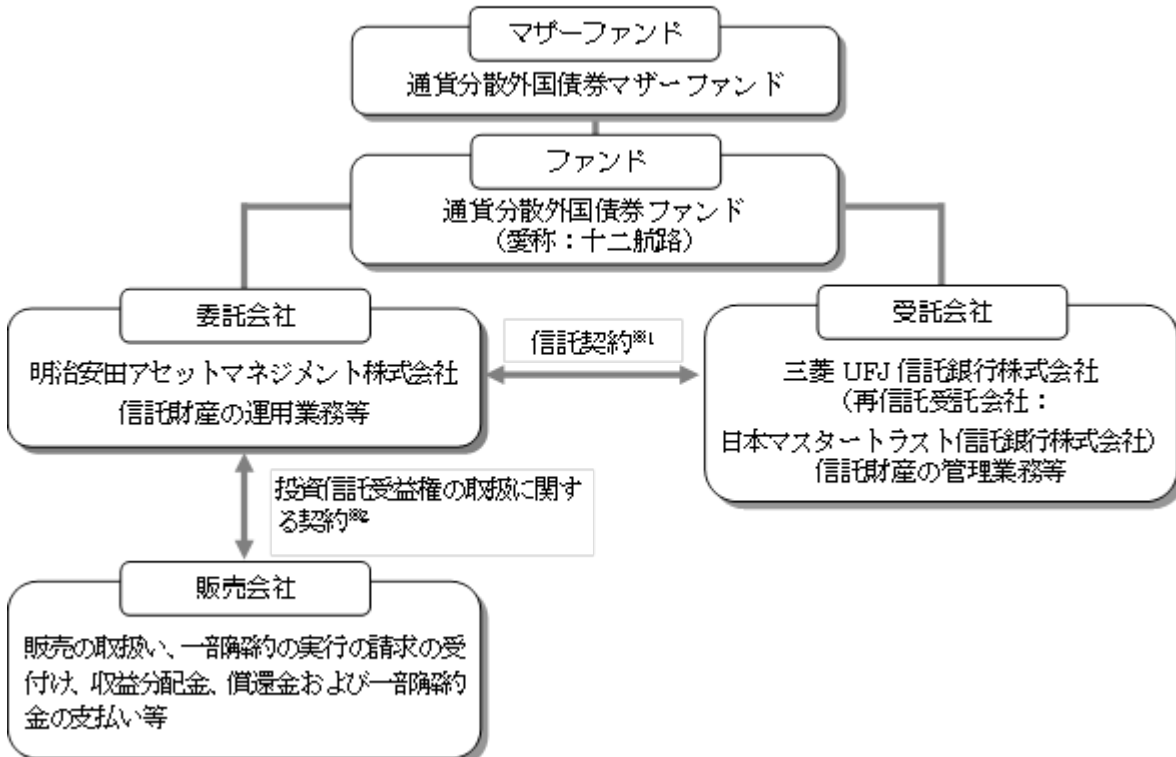 マザーファンド
通貨分散外国債券マザーファンド
ファンド
通貨分散外国債券ファンド
（愛称：十二航路）
委託会社
明治安田アセットマネジメント株式会社
信託財産の運用業務等
信託契約※1
受託会社
三菱 UFJ 信託銀行株式会社
（再信託受託会社：
日本マスタートラスト信託銀行株式会社）
信託財産の管理業務等
投資信託受益権の取扱に関す
る契約※2
販売会社
販売の取扱い、一部解約の実行の請求の受
付け、収益分配金、償還金および一部解約
金の支払い等